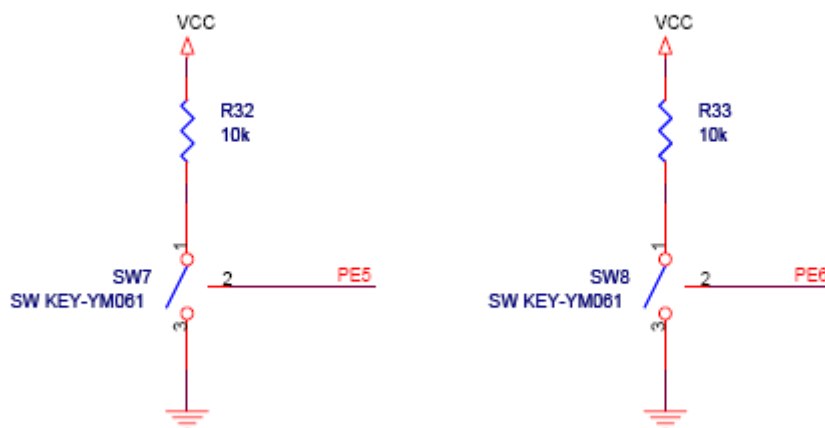 VCC
R32
10k
1
SW7
SW KEY-YM061
2
PE5
3
VCC
R33
10k
1
SW8
SW KEY-YM061
2
PE6
3